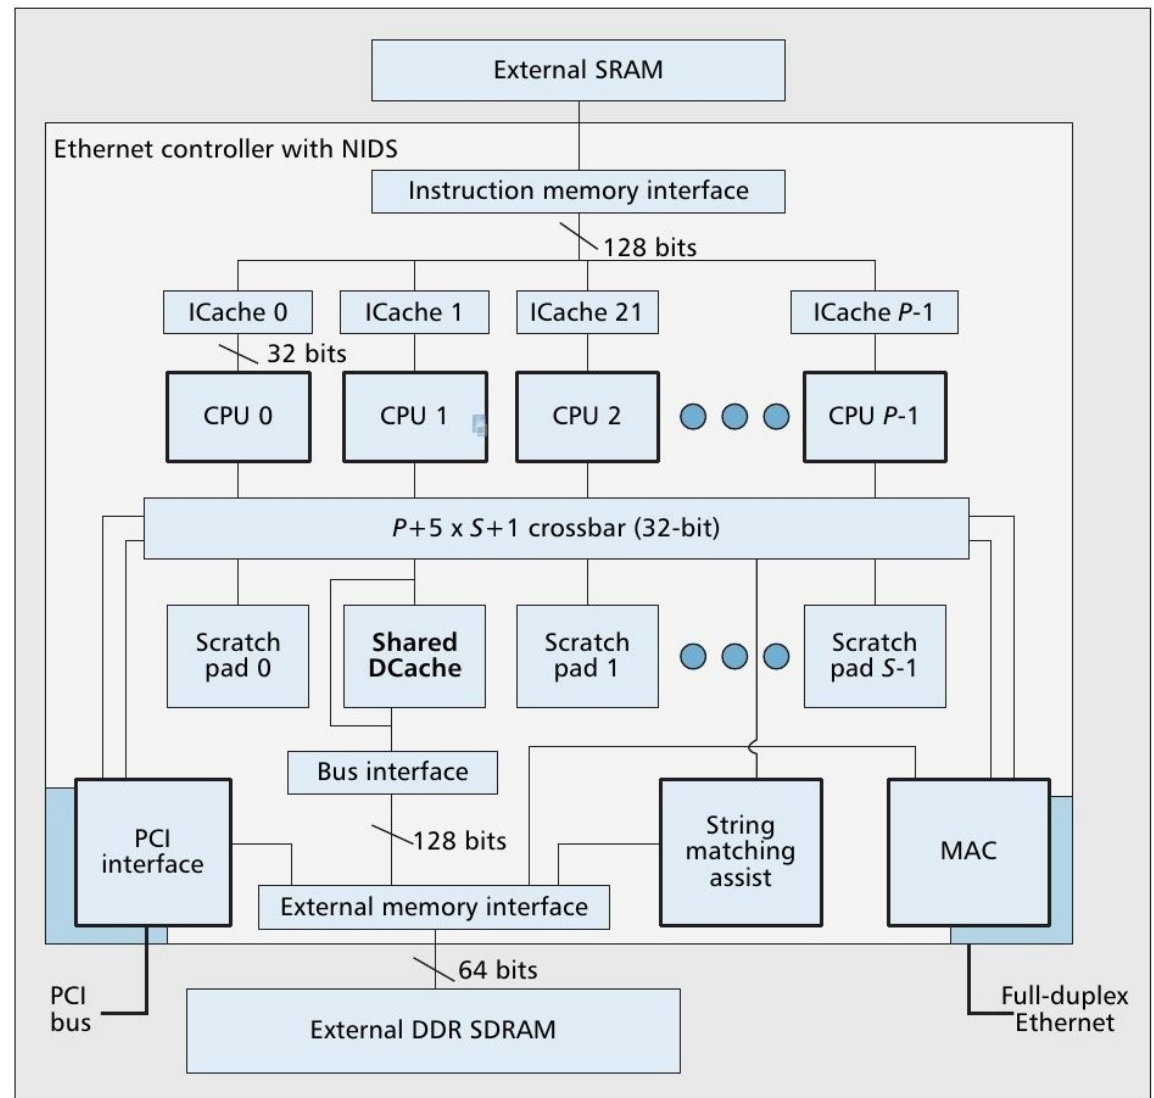 External SRAM
Ethernet controller with NIDS
Instruction memory interface
128 bits
ICache 0
ICache 1
ICache 21
ICache P-1
32 bits
CPU 0
CPU 1
CPU 2
CPU P-1
P+5 x S+1 crossbar (32-bit)
Scratch
pad 0
Shared
DCache
Scratch
pad 1
Scratch
pad S-1
Bus interface
PCI
interface
128 bits
String
matching
assist
MAC
External memory interface
64 bits
PCI
bus
Full-duplex
Ethernet
External DDR SDRAM